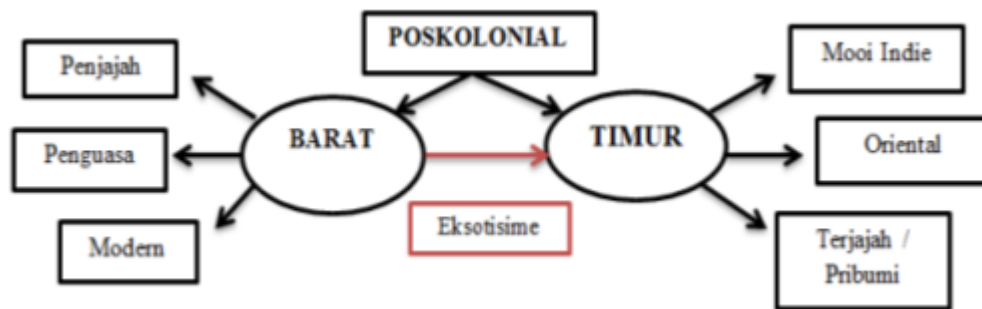 POSKOLONIAL
Penjajah
Mooi Indie
BARAT
TIMUR
Penguasa
Oriental
Eksotisime
Modern
Terjajah /
Pribumi